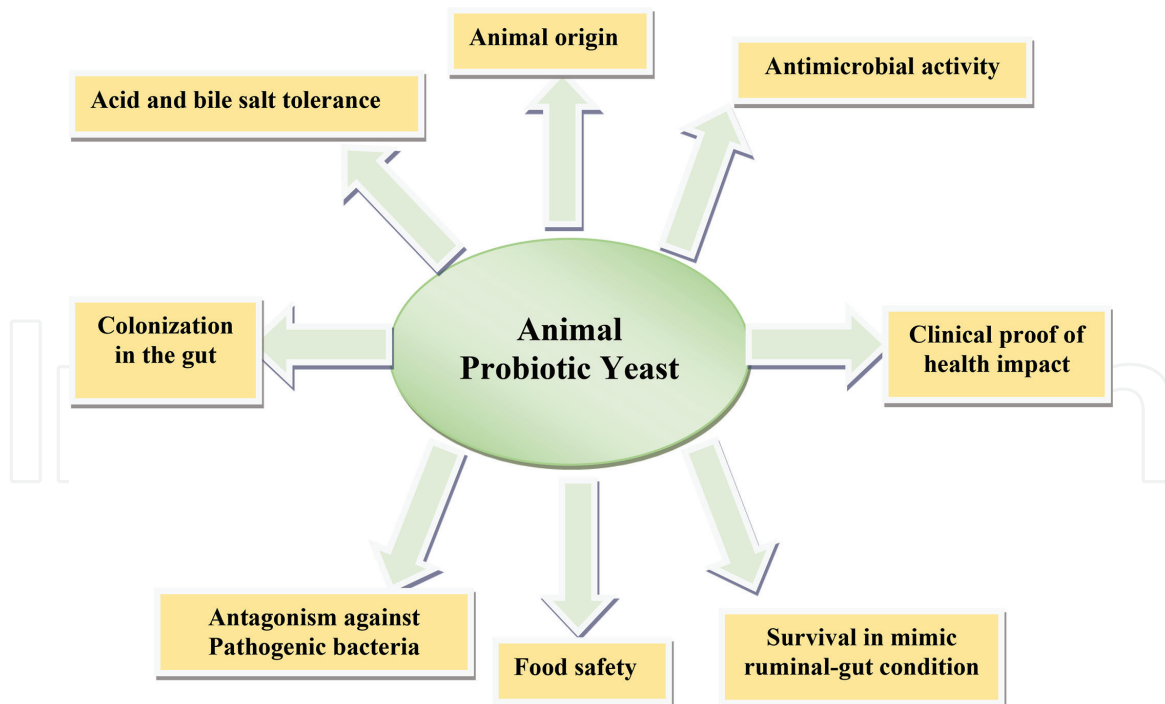 Animal origin
Antimicrobial activity
Acid and bile salt tolerance
Colonization
in the gut
Animal
Probiotic Yeast
Clinical proof of
health impact
Antagonism against
Pathogenic bacteria
Food safety
Survival in mimic
ruminal-gut condition